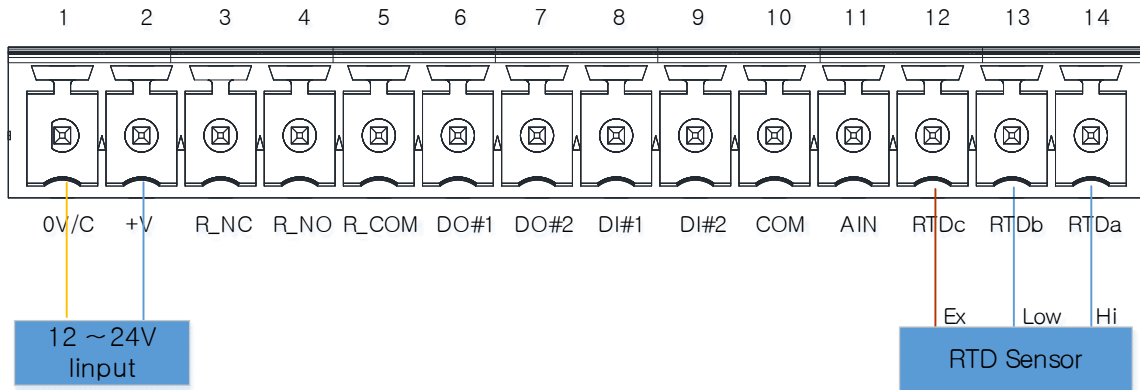 1 2 3 4 5 6 7 8 9 10 11 12 13 14
0V/C +V R_NC R_NO R_COM DO#1 DO#2 DI#1 DI#2 COM AIN RTDc RTDb RTDa
Ex Low Hi
12 ~24V
Iinput
RTD Sensor